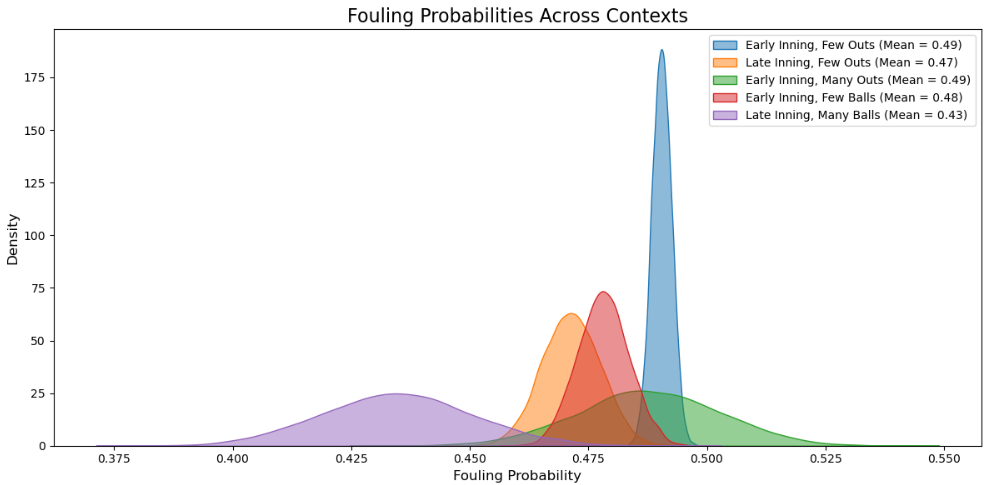 Fouling Probabilities Across Contexts
Early Inning, Few Outs (Mean = 0.49)
Late Inning, Few Outs (Mean = 0.47)
Early Inning, Many Outs (Mean = 0.49)
Early Inning, Few Balls (Mean = 0.48)
Late Inning, Many Balls (Mean = 0.43)
Density
175
150
125
100
75
50
25
0
0.375 0.400 0.425 0.450 0.475 0.500 0.525 0.550
Fouling Probability